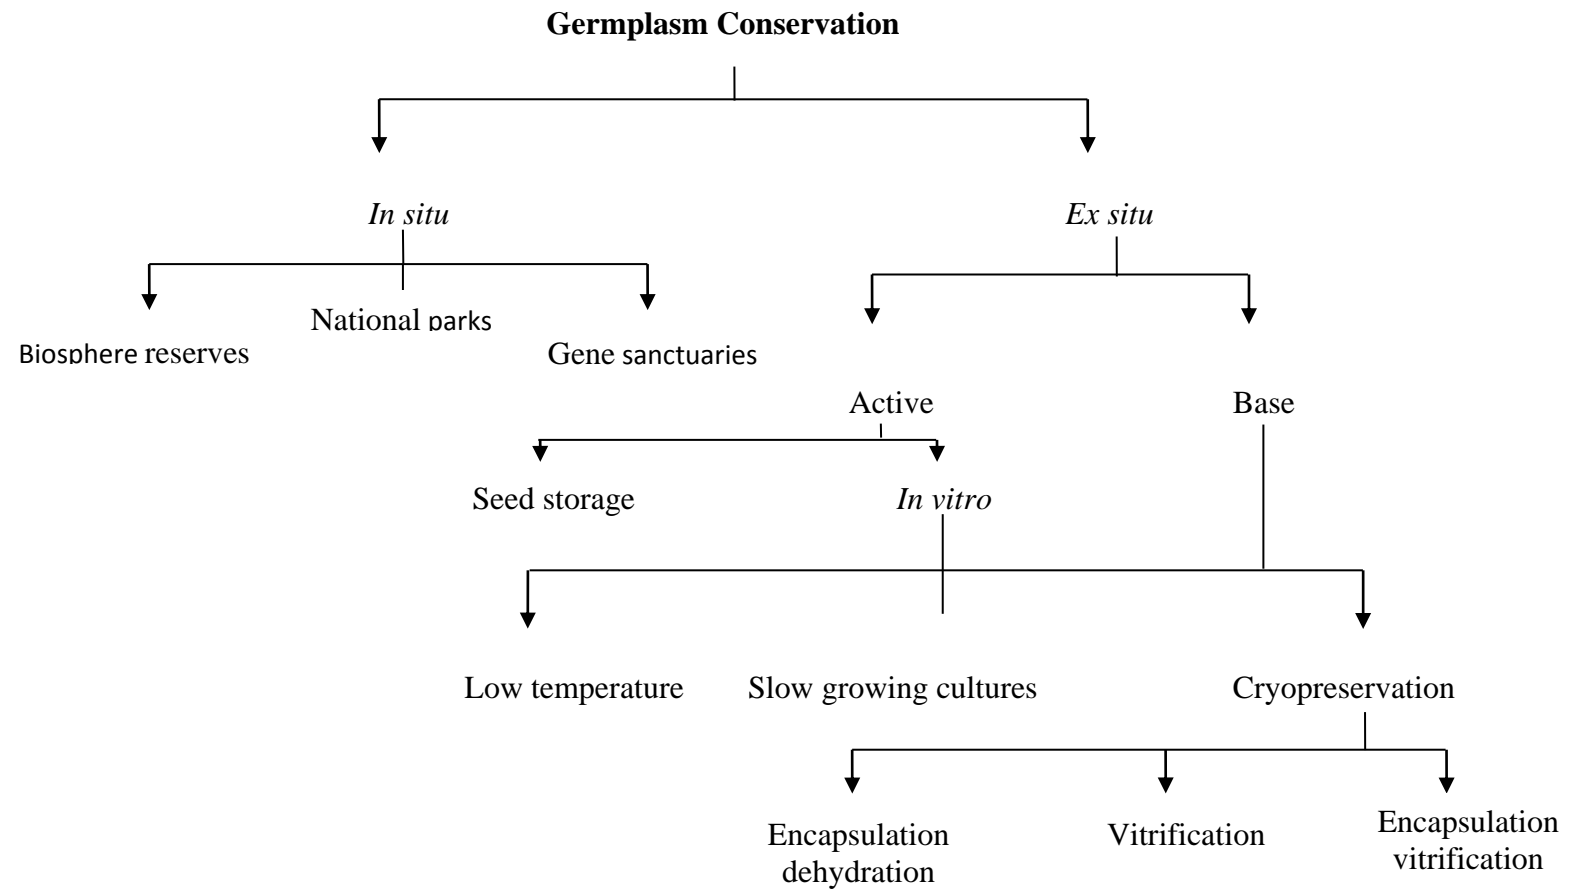 Germplasm Conservation
In situ
Ex situ
National parks
Biosphere reserves
Gene sanctuaries
Active
Base
Seed storage
In vitro
Low temperature
Slow growing cultures
Cryopreservation
Encapsulation
dehydration
Vitrification
Encapsulation
vitrification